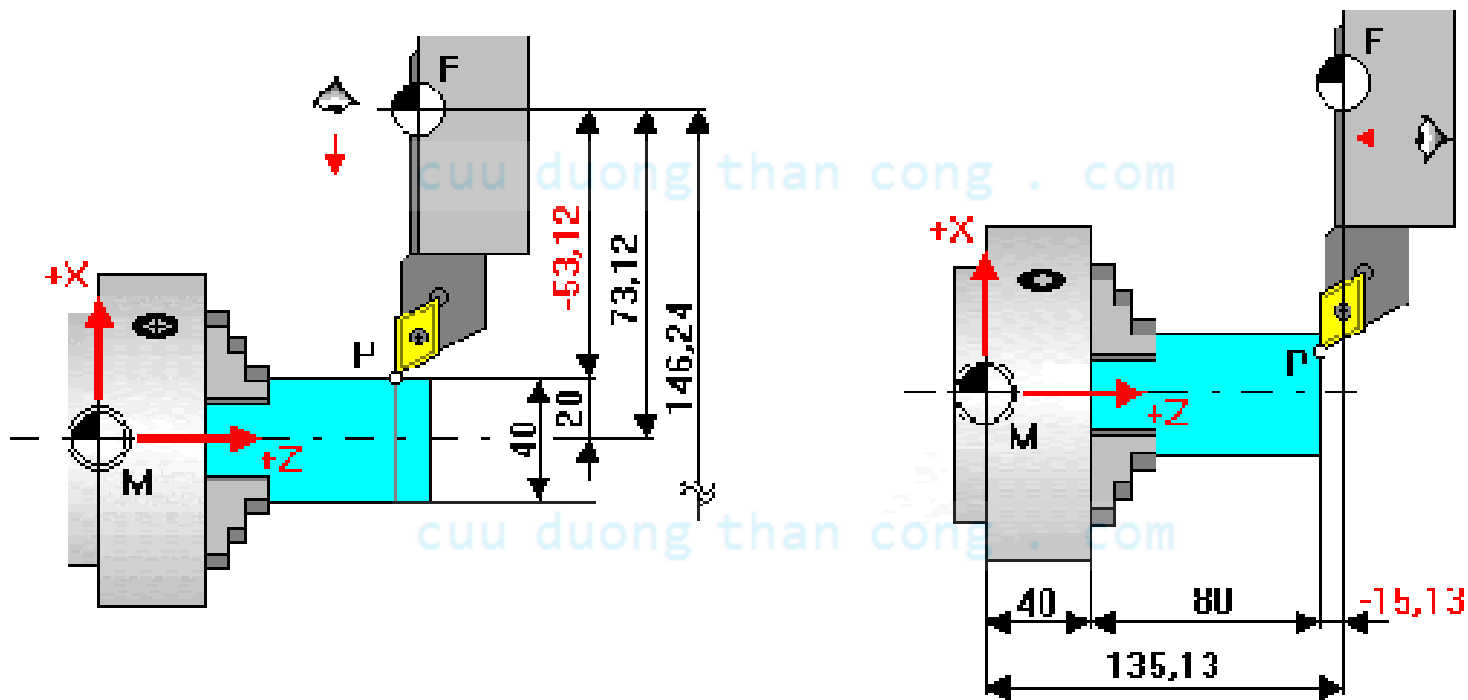 F
-53,12
73,12
146,24
+X
P
20
40
+Z
M
F
+X
P
+Z
M
40
80
-15,13
135,13
cuu duong than cong . com
cuu duong than cong . com